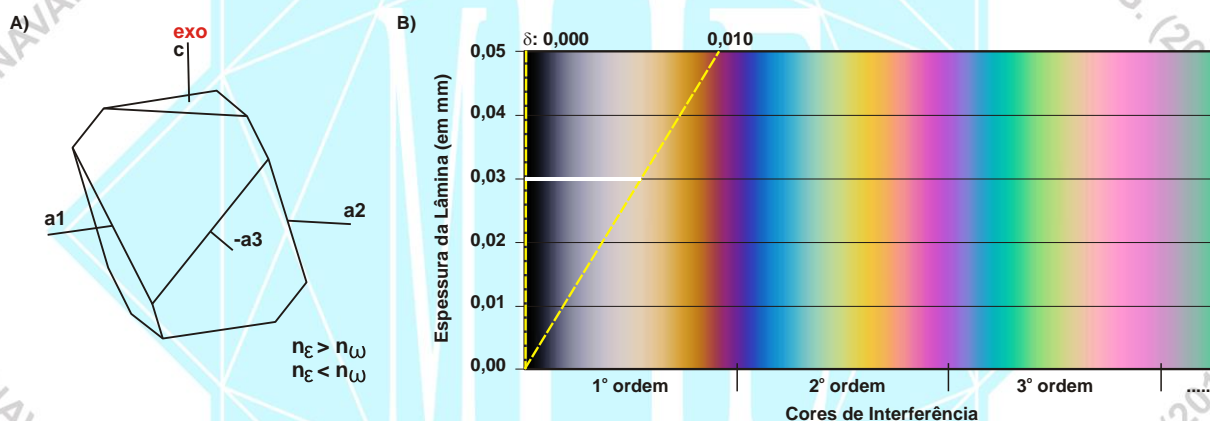 A)
exo
c
a1
a2
-a3
nε > nω
nε < nω
B)
δ: 0,000
0,010
Espessura da Lâmina (em mm)
0,05
0,04
0,03
0,02
0,01
0,00
1° ordem
2° ordem
3° ordem
.....
Cores de Interferência